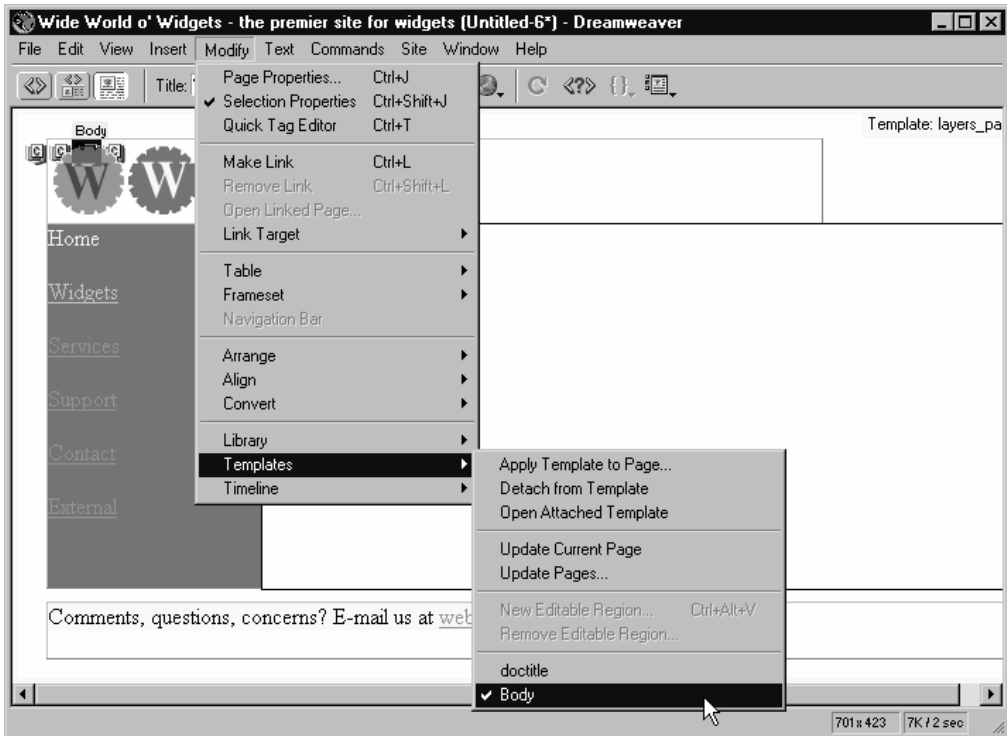 Wide World o' Widgets - the premier site for widgets (Untitled-6*) - Dreamweaver
File Edit View Insert Modify Text Commands Site Window Help
Title:
Page Properties... Ctrl+J
Selection Properties Ctrl+Shift+J
Quick Tag Editor Ctrl+T
Make Link Ctrl+L
Remove Link Ctrl+Shift+L
Open Linked Page...
Link Target
Table
Frameset
Navigation Bar
Arrange
Align
Convert
Library
Templates
Timeline
Apply Template to Page...
Detach from Template
Open Attached Template
Update Current Page
Update Pages...
New Editable Region... Ctrl+Alt+V
Remove Editable Region...
doctitle
Body
Body
Template: layers_pa
W W
Home
Widgets
Services
Support
Contact
External
Comments, questions, concerns? E-mail us at web
701 x 423 7K / 2 sec